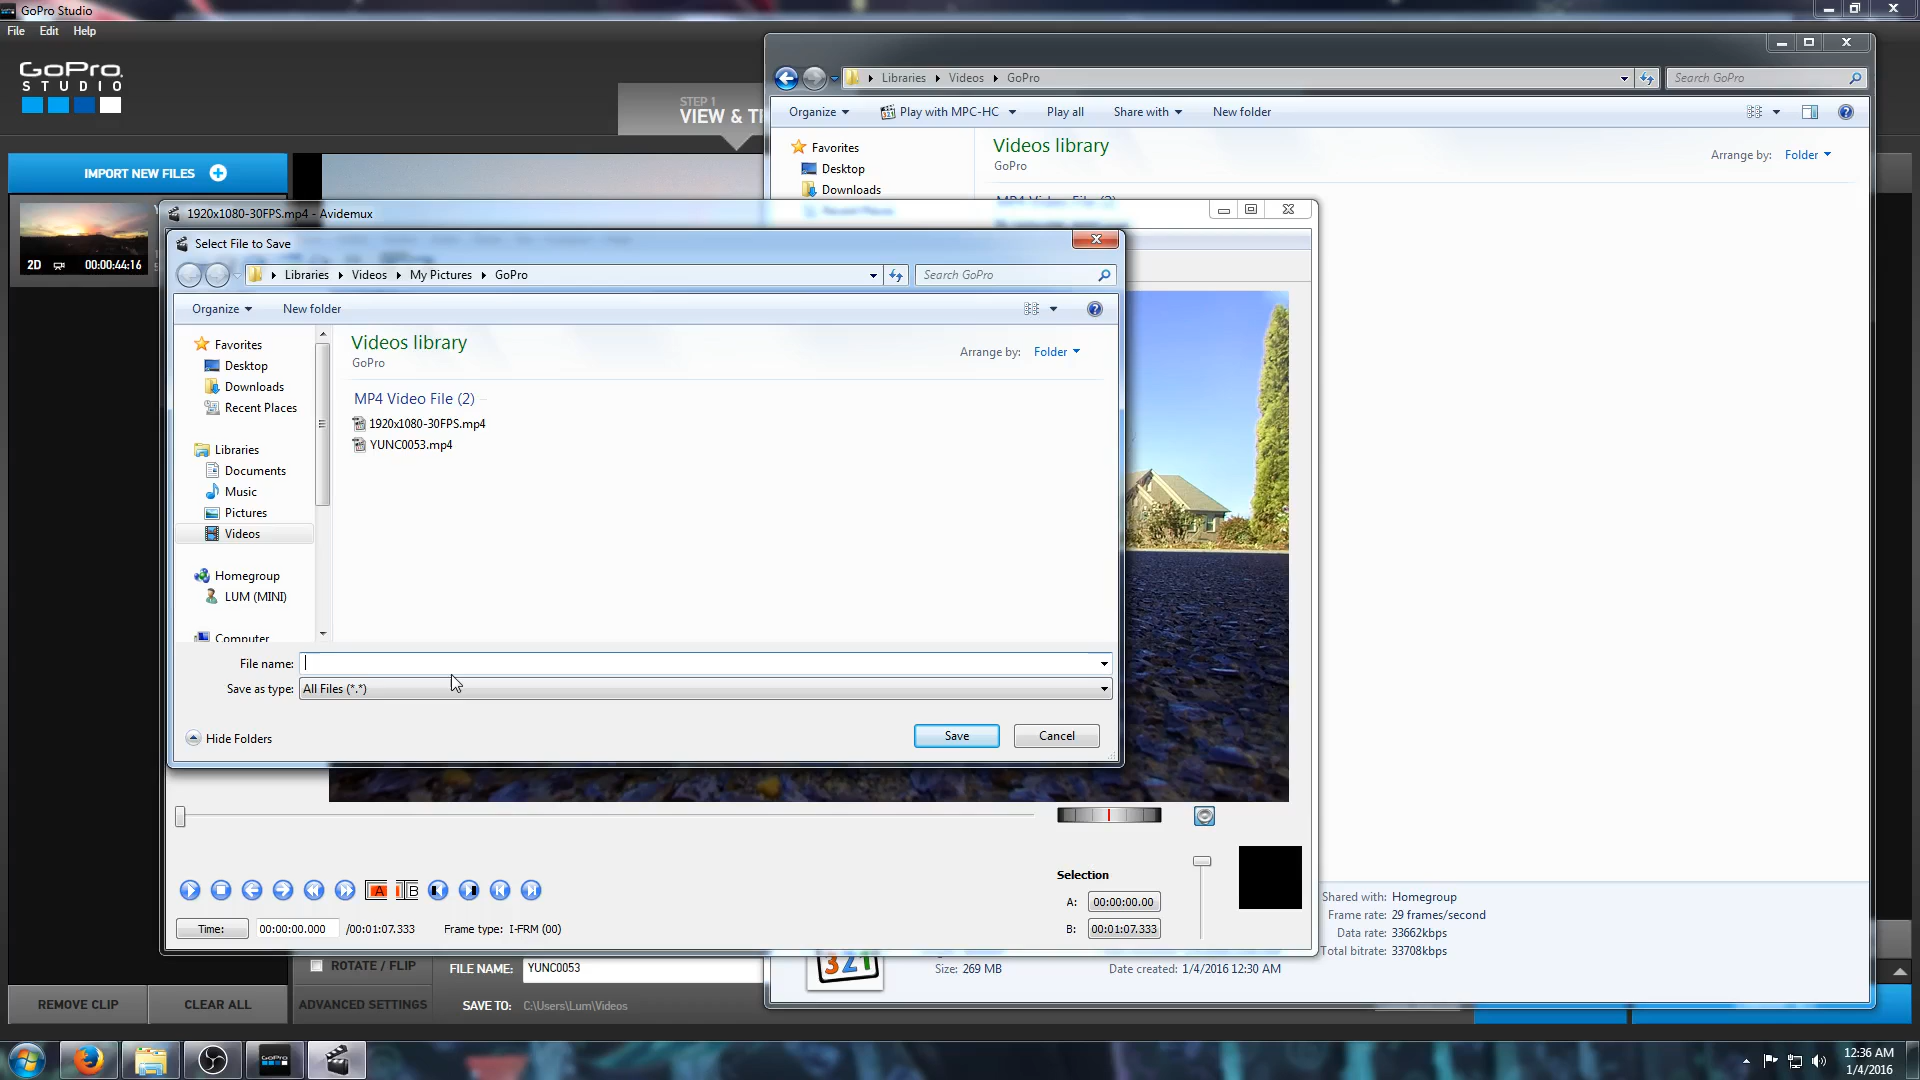 GoPro Studio
File Edit Help
GoPro
STUDIO
STEP 1
VIEW & T
IMPORT NEW FILES
2D 00:00:44:16
REMOVE CLIP CLEAR ALL
ROTATE / FLIP
ADVANCED SETTINGS
FILE NAME: YUNC0053
SAVE TO: C:\Users\Lum\Videos
Libraries Videos GoPro
Search GoPro
Organize Play with MPC-HC Play all Share with New folder
Favorites
Desktop
Downloads
Recent Places
Videos library
GoPro
Arrange by: Folder
MP4 Video File (2)
Shared with: Homegroup
Frame rate: 29 frames/second
Data rate: 33662kbps
Total bitrate: 33708kbps
Size: 269 MB Date created: 1/4/2016 12:30 AM
321
1920x1080-30FPS.mp4 - Avidemux
Select File to Save
Libraries Videos My Pictures GoPro
Search GoPro
Organize New folder
Favorites
Desktop
Downloads
Recent Places
Libraries
Documents
Music
Pictures
Videos
Homegroup
LUM (MINI)
Computer
Videos library
GoPro
Arrange by: Folder
MP4 Video File (2)
1920x1080-30FPS.mp4
YUNC0053.mp4
File name:
Save as type: All Files (*.*)
Hide Folders
Save Cancel
A B
Selection
A: 00:00:00.00
B: 00:01:07.333
Time: 00:00:00.000 /00:01:07.333 Frame type: I-FRM (00)
GoPro
12:36 AM
1/4/2016